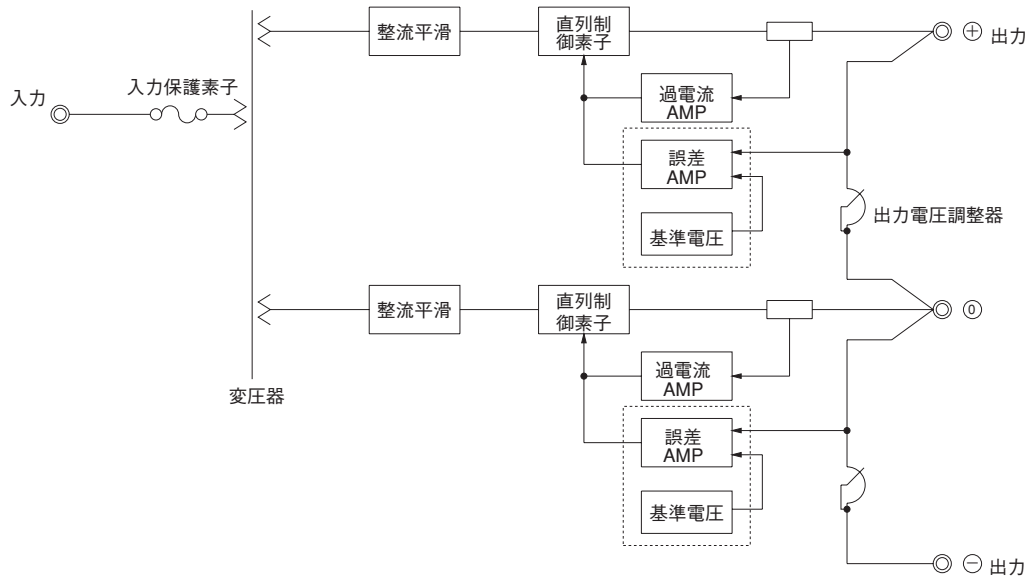 整流平滑
直列制
御素子
⊕ 出力
入力
入力保護素子
過電流
AMP
誤差
AMP
出力電圧調整器
基準電圧
整流平滑
直列制
御素子
⓪
過電流
AMP
変圧器
誤差
AMP
基準電圧
⊖ 出力